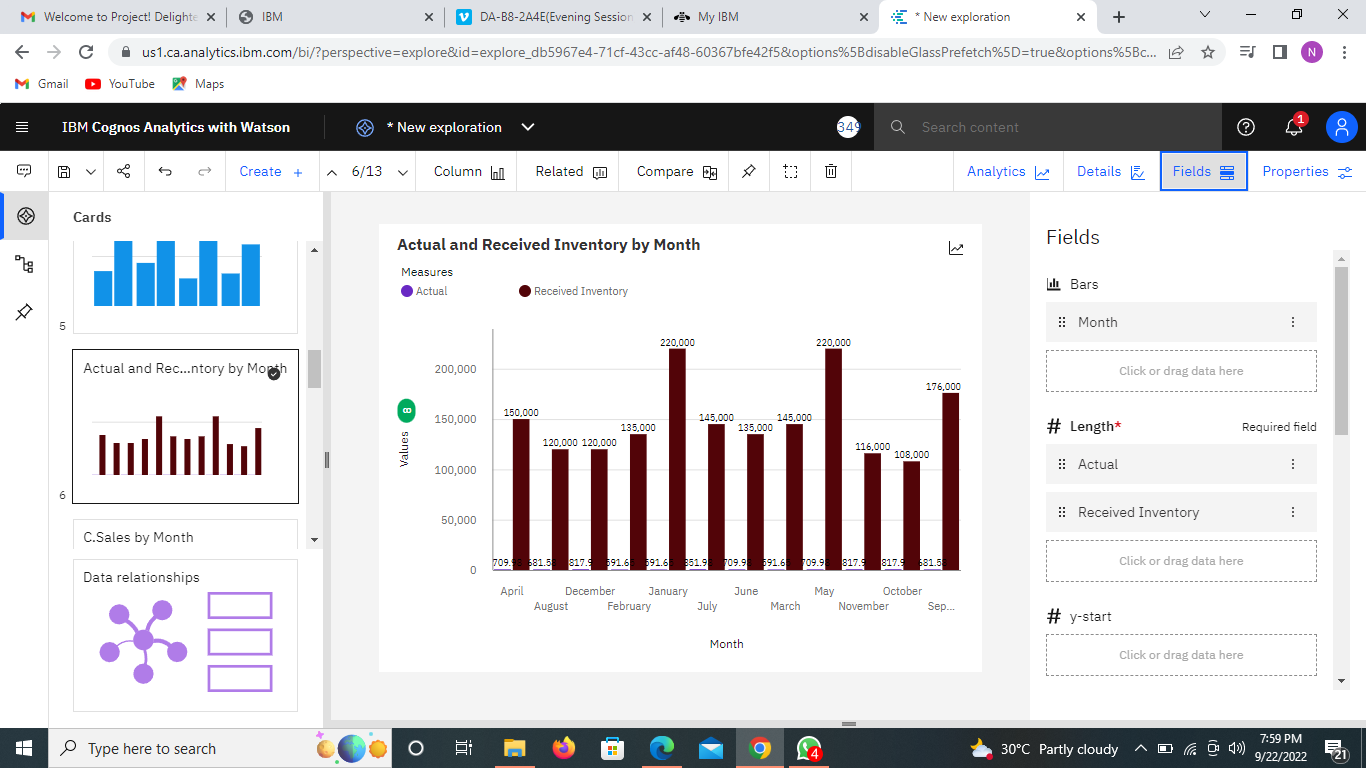 Welcome to Project! Delighte
IBM
DA-B8-2A4E(Evening Session
My IBM
* New exploration
us1.ca.analytics.ibm.com/bi/?perspective=explore&id=explore_db5967e4-71cf-43cc-af48-60367bfe42f5&options%5BdisableGlassPrefetch%5D=true&options%5Bc...
N
Gmail
YouTube
Maps
IBM Cognos Analytics with Watson
* New exploration
349
Search content
1
Create +
6/13
Column
Related
Compare
Analytics
Details
Fields
Properties
Cards
5
Actual and Rec...ntory by Month
6
C.Sales by Month
Data relationships
Actual and Received Inventory by Month
Measures
Actual
Received Inventory
Values
200,000
150,000
100,000
50,000
0
150,000
120,000
120,000
135,000
220,000
145,000
135,000
145,000
220,000
116,000
108,000
176,000
April
August
December
February
January
July
June
March
May
November
October
Sep...
Month
Fields
Bars
Month
Click or drag data here
# Length*
Required field
Actual
Received Inventory
Click or drag data here
# y-start
Click or drag data here
Type here to search
4
30°C Partly cloudy
7:59 PM
9/22/2022
21